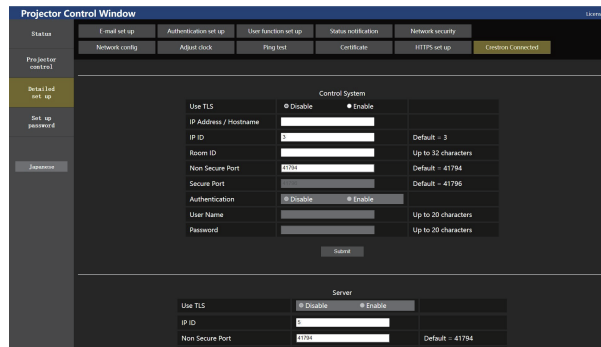 Projector Control Window
Licens
Status
E-mail set up
Authentication set up
User function set up
Status notification
Network security
Network config
Adjust clock
Ping test
Certificate
HTTPS set up
Crestron Connected
Projector
control
Detailed
set up
Set up
password
Japanese
Control System
Use TLS Disable Enable
IP Address / Hostname
IP ID 3 Default = 3
Room ID Up to 32 characters
Non Secure Port 41794 Default = 41794
Secure Port Default = 41796
Authentication Disable Enable
User Name Up to 20 characters
Password Up to 20 characters
Submit
Server
Use TLS Disable Enable
IP ID 5
Non Secure Port 41794 Default = 41794